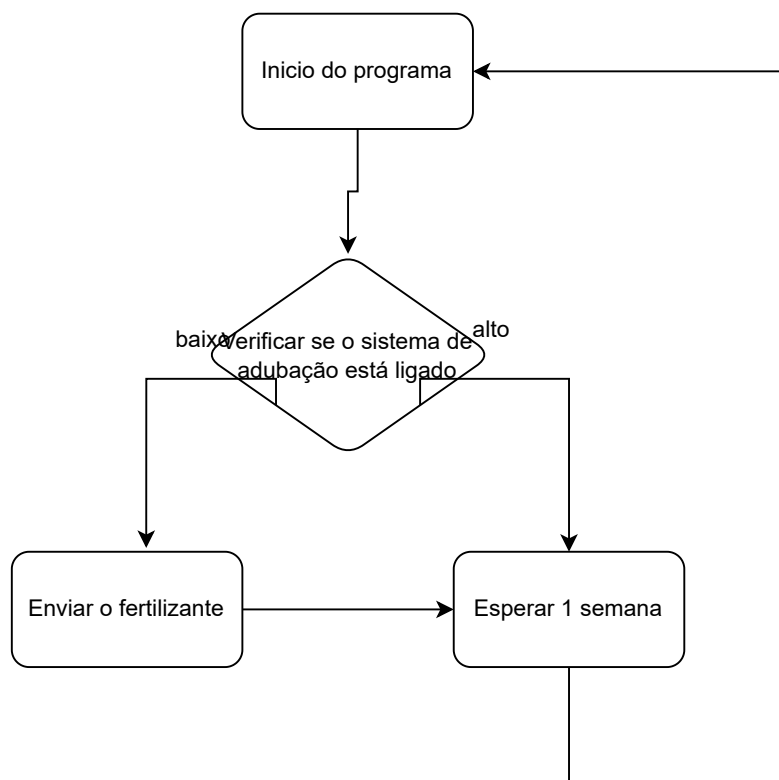 Inicio do programa
baixo
alto
Verificar se o sistema de
adubação está ligado
Enviar o fertilizante
Esperar 1 semana